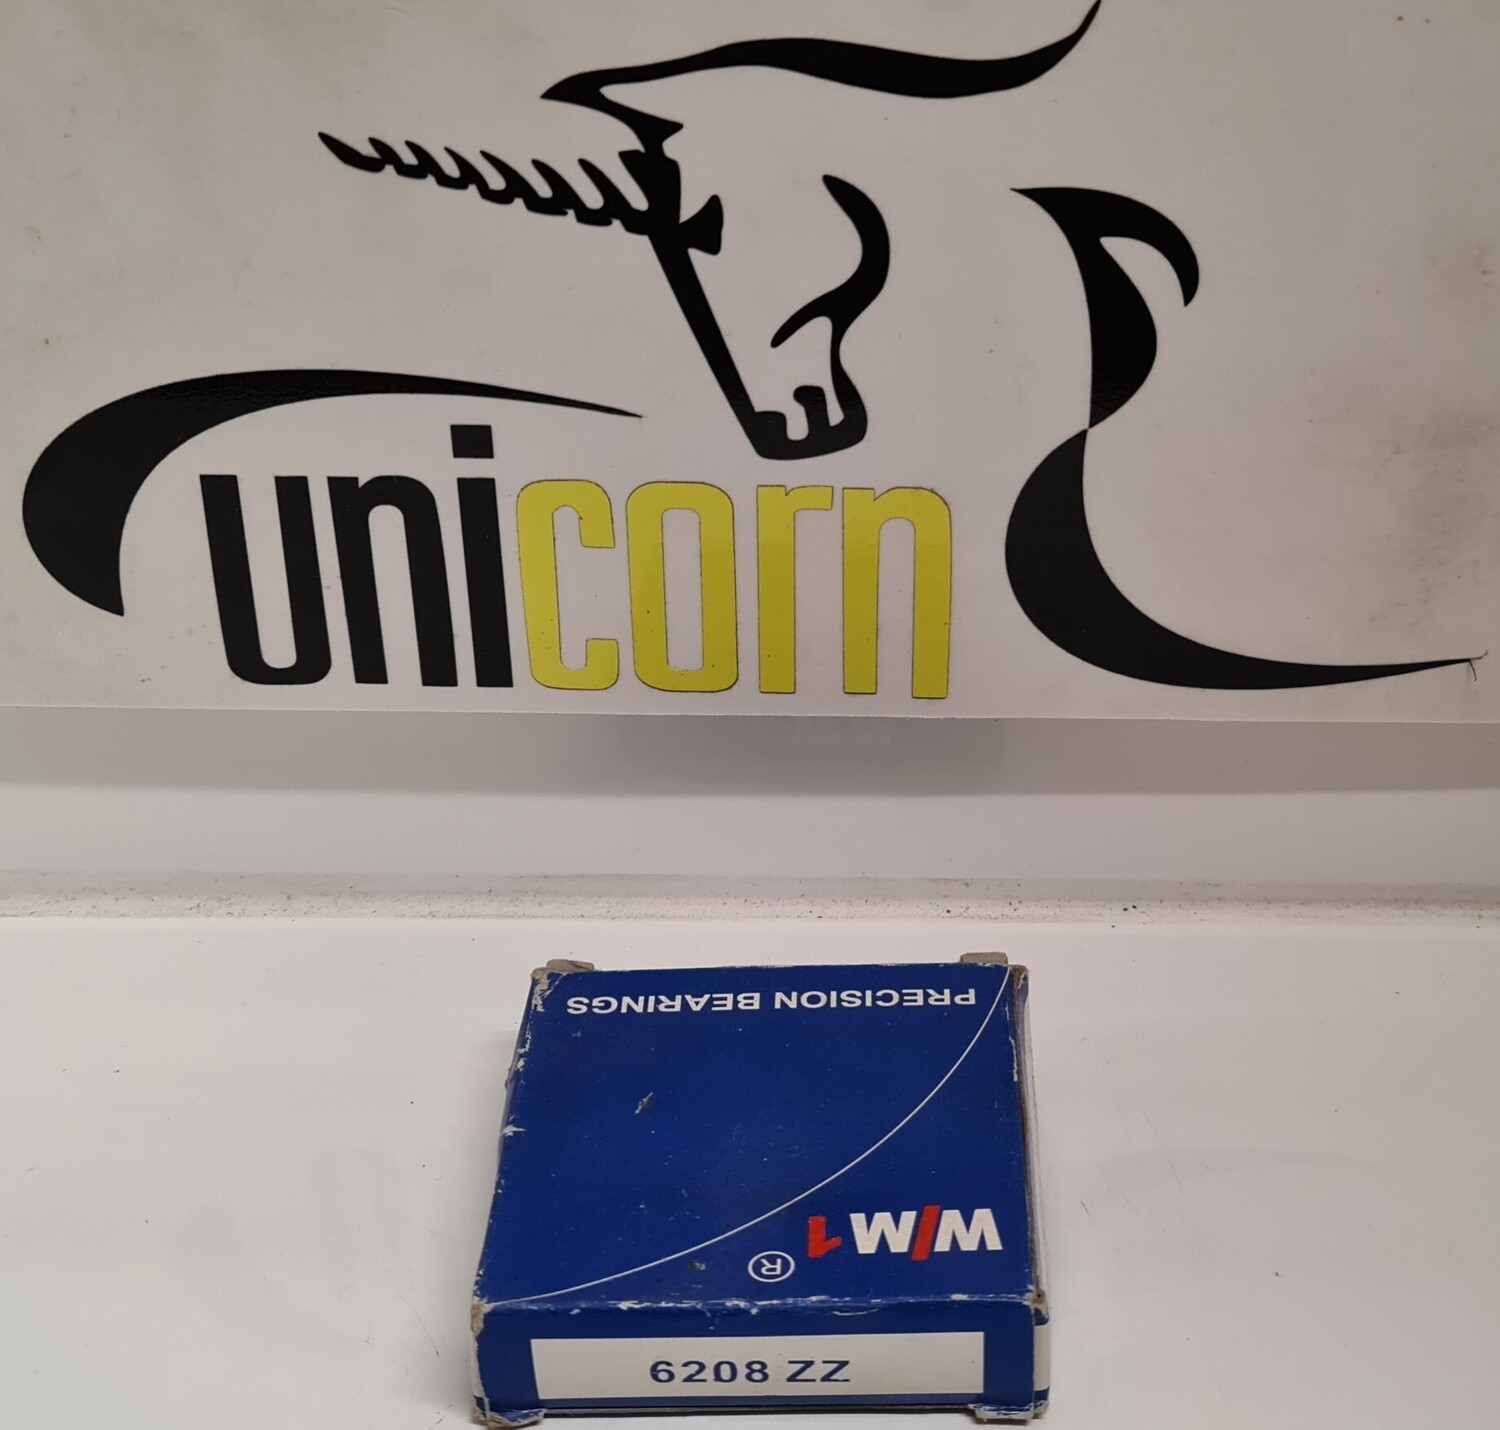 unicorn
PRECISION BEARINGS
W/M1
®
6208 ZZ